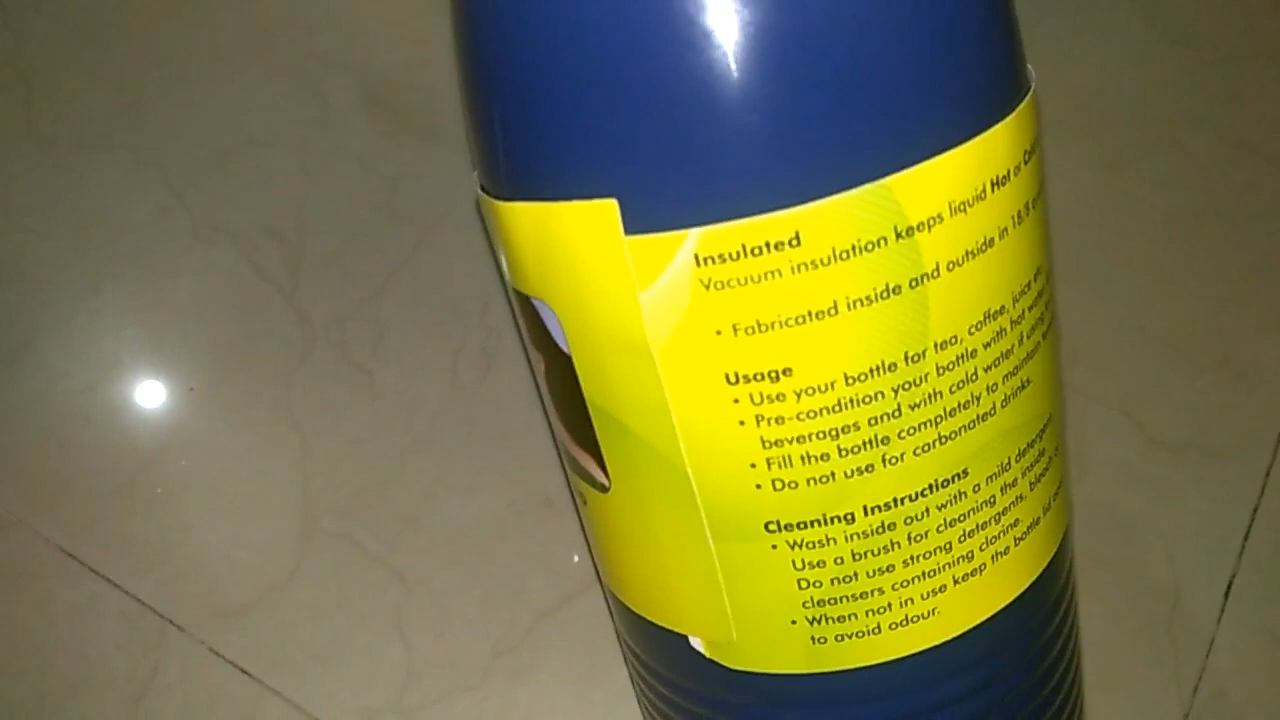 Insulated
Vacuum insulation keeps liquid Hot or Cold
• Fabricated inside and outside in 18/8
Usage
• Use your bottle for tea, coffee, juice etc.
• Pre-condition your bottle with hot water
beverages and with cold water if using
• Fill the bottle completely to maintain
• Do not use for carbonated drinks.
Cleaning Instructions
• Wash inside out with a mild detergent.
Use a brush for cleaning the inside.
Do not use strong detergents, bleach
cleansers containing clorine.
• When not in use keep the bottle lid
to avoid odour.